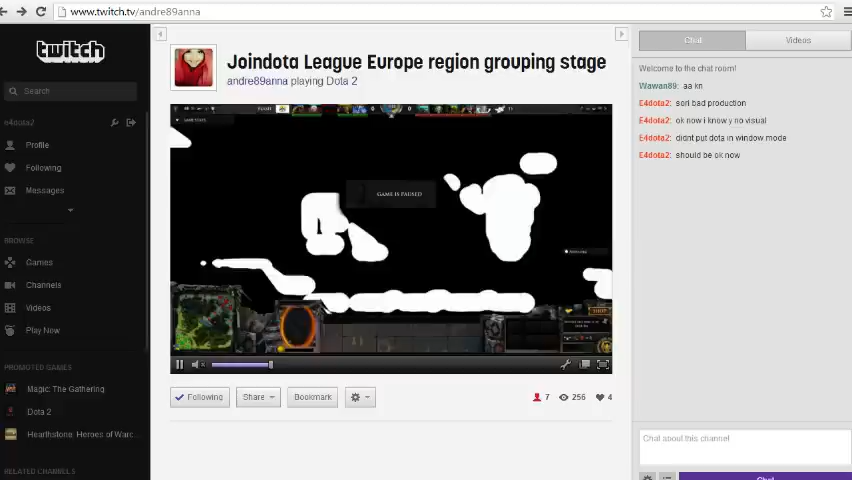 www.twitch.tv/andre89anna
twitch
Search
e4dota2
Profile
Following
Messages
BROWSE
Games
Channels
Videos
Play Now
PROMOTED GAMES
Magic: The Gathering
Dota 2
Hearthstone: Heroes of Warc...
RELATED CHANNELS
Joindota League Europe region grouping stage
andre89anna playing Dota 2
GAME IS PAUSED
SHOP
Following
Share
Bookmark
7
256
4
Chat
Videos
Welcome to the chat room!
Wawan89: aa kn
E4dota2: sori bad production
E4dota2: ok now i know y no visual
E4dota2: didnt put dota in window mode
E4dota2: should be ok now
Chat about this channel
Chat